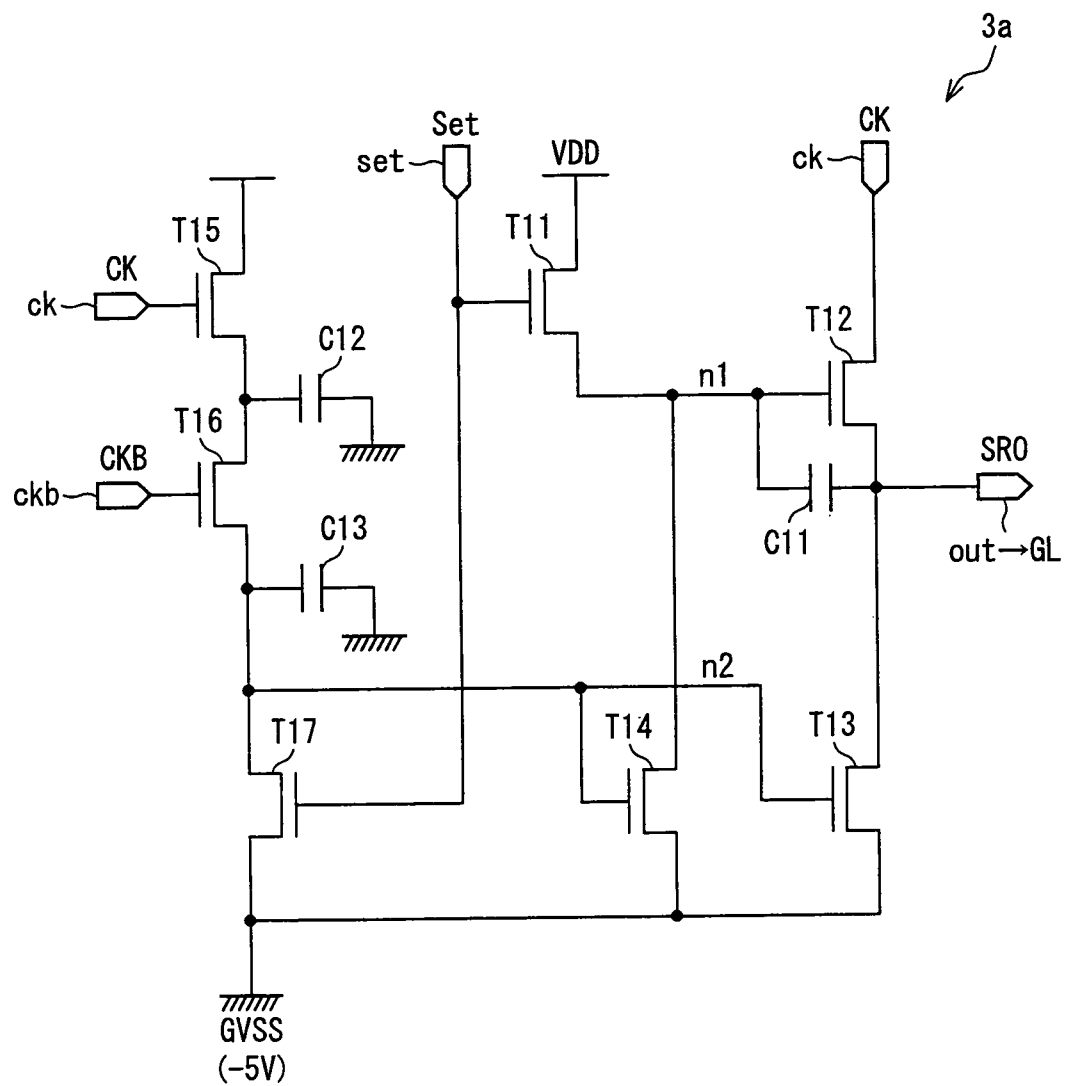 3a
Set
set
VDD
CK
ck
T15
T11
CK
ck
T12
C12
n1
T16
CKB
ckb
SRO
C13
C11
out→GL
n2
T17
T14
T13
GVSS
(-5V)